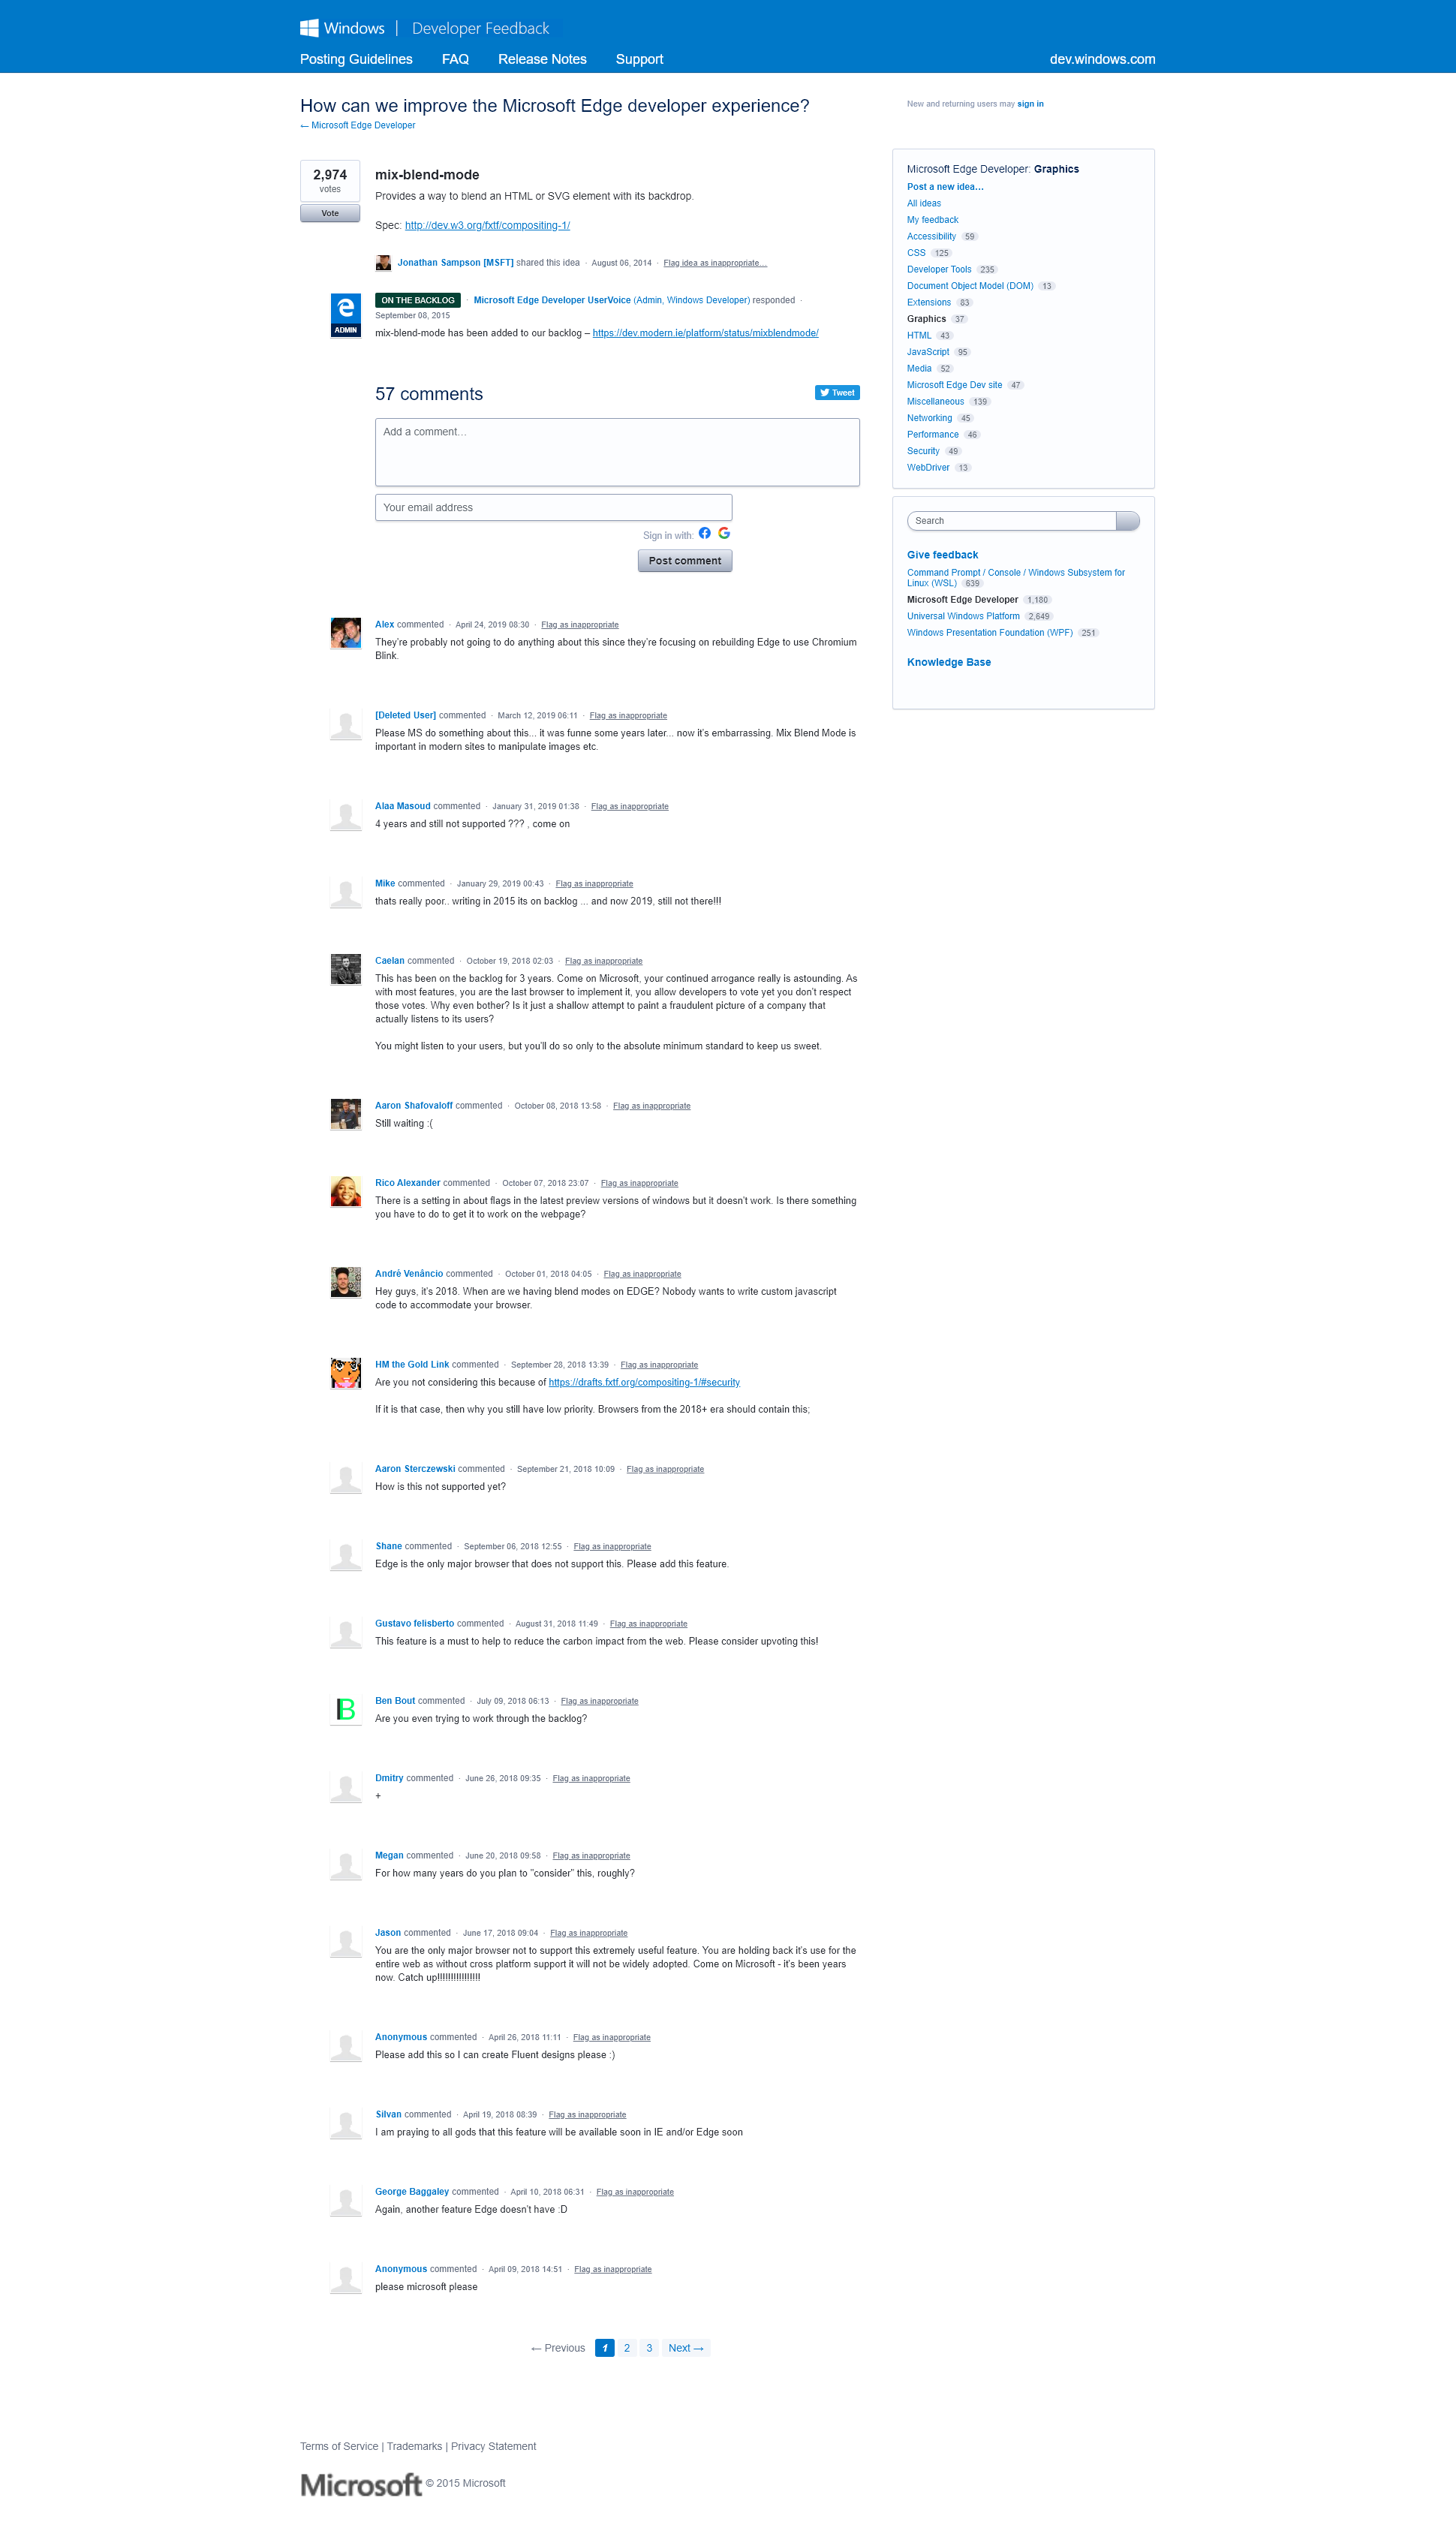 Windows | Developer Feedback
Posting Guidelines FAQ Release Notes Support dev.windows.com
How can we improve the Microsoft Edge developer experience?
← Microsoft Edge Developer
New and returning users may sign in
2,974
votes
Vote
mix-blend-mode
Provides a way to blend an HTML or SVG element with its backdrop.
Spec: http://dev.w3.org/fxtf/compositing-1/
Jonathan Sampson [MSFT] shared this idea · August 06, 2014 · Flag idea as inappropriate…
ADMIN
ON THE BACKLOG · Microsoft Edge Developer UserVoice (Admin, Windows Developer) responded ·
September 08, 2015
mix-blend-mode has been added to our backlog – https://dev.modern.ie/platform/status/mixblendmode/
57 comments
Tweet
Add a comment…
Your email address
Sign in with:
Post comment
Alex commented · April 24, 2019 08:30 · Flag as inappropriate
They're probably not going to do anything about this since they're focusing on rebuilding Edge to use Chromium
Blink.
[Deleted User] commented · March 12, 2019 06:11 · Flag as inappropriate
Please MS do something about this... it was funne some years later... now it's embarrassing. Mix Blend Mode is
important in modern sites to manipulate images etc.
Alaa Masoud commented · January 31, 2019 01:38 · Flag as inappropriate
4 years and still not supported ??? , come on
Mike commented · January 29, 2019 00:43 · Flag as inappropriate
thats really poor.. writing in 2015 its on backlog ... and now 2019, still not there!!!
Caelan commented · October 19, 2018 02:03 · Flag as inappropriate
This has been on the backlog for 3 years. Come on Microsoft, your continued arrogance really is astounding. As
with most features, you are the last browser to implement it, you allow developers to vote yet you don't respect
those votes. Why even bother? Is it just a shallow attempt to paint a fraudulent picture of a company that
actually listens to its users?
You might listen to your users, but you'll do so only to the absolute minimum standard to keep us sweet.
Aaron Shafovaloff commented · October 08, 2018 13:58 · Flag as inappropriate
Still waiting :(
Rico Alexander commented · October 07, 2018 23:07 · Flag as inappropriate
There is a setting in about flags in the latest preview versions of windows but it doesn't work. Is there something
you have to do to get it to work on the webpage?
André Venâncio commented · October 01, 2018 04:05 · Flag as inappropriate
Hey guys, it's 2018. When are we having blend modes on EDGE? Nobody wants to write custom javascript
code to accommodate your browser.
HM the Gold Link commented · September 28, 2018 13:39 · Flag as inappropriate
Are you not considering this because of https://drafts.fxtf.org/compositing-1/#security
If it is that case, then why you still have low priority. Browsers from the 2018+ era should contain this;
Aaron Sterczewski commented · September 21, 2018 10:09 · Flag as inappropriate
How is this not supported yet?
Shane commented · September 06, 2018 12:55 · Flag as inappropriate
Edge is the only major browser that does not support this. Please add this feature.
Gustavo felisberto commented · August 31, 2018 11:49 · Flag as inappropriate
This feature is a must to help to reduce the carbon impact from the web. Please consider upvoting this!
Ben Bout commented · July 09, 2018 06:13 · Flag as inappropriate
Are you even trying to work through the backlog?
Dmitry commented · June 26, 2018 09:35 · Flag as inappropriate
+
Megan commented · June 20, 2018 09:58 · Flag as inappropriate
For how many years do you plan to "consider" this, roughly?
Jason commented · June 17, 2018 09:04 · Flag as inappropriate
You are the only major browser not to support this extremely useful feature. You are holding back it's use for the
entire web as without cross platform support it will not be widely adopted. Come on Microsoft - it's been years
now. Catch up!!!!!!!!!!!!!!!!
Anonymous commented · April 26, 2018 11:11 · Flag as inappropriate
Please add this so I can create Fluent designs please :)
Silvan commented · April 19, 2018 08:39 · Flag as inappropriate
I am praying to all gods that this feature will be available soon in IE and/or Edge soon
George Baggaley commented · April 10, 2018 06:31 · Flag as inappropriate
Again, another feature Edge doesn't have :D
Anonymous commented · April 09, 2018 14:51 · Flag as inappropriate
please microsoft please
← Previous 1 2 3 Next →
Microsoft Edge Developer: Graphics
Post a new idea…
All ideas
My feedback
Accessibility 59
CSS 125
Developer Tools 235
Document Object Model (DOM) 13
Extensions 83
Graphics 37
HTML 43
JavaScript 95
Media 52
Microsoft Edge Dev site 47
Miscellaneous 139
Networking 45
Performance 46
Security 49
WebDriver 13
Search
Give feedback
Command Prompt / Console / Windows Subsystem for
Linux (WSL) 639
Microsoft Edge Developer 1,180
Universal Windows Platform 2,649
Windows Presentation Foundation (WPF) 251
Knowledge Base
Terms of Service | Trademarks | Privacy Statement
Microsoft © 2015 Microsoft